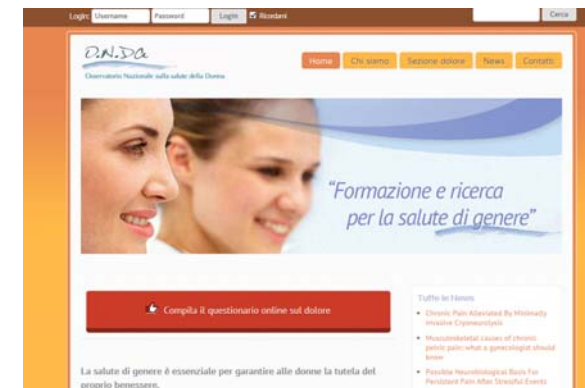 Login: Username Password Login Ricordami Cerca
O.N.Da
Osservatorio Nazionale sulla salute della Donna
Home Chi siamo Sezione dolore News Contatti
"Formazione e ricerca
per la salute di genere"
Compila il questionario online sul dolore
Tutte le News
Chronic Pain Alleviated By Minimally
Invasive Cryoneurolysis
Musculoskeletal causes of chronic
pelvic pain: what a gynecologist should
know
Possible Neurobiological Basis For
Persistent Pain After Stressful Events
La salute di genere è essenziale per garantire alle donne la tutela del
proprio benessere.